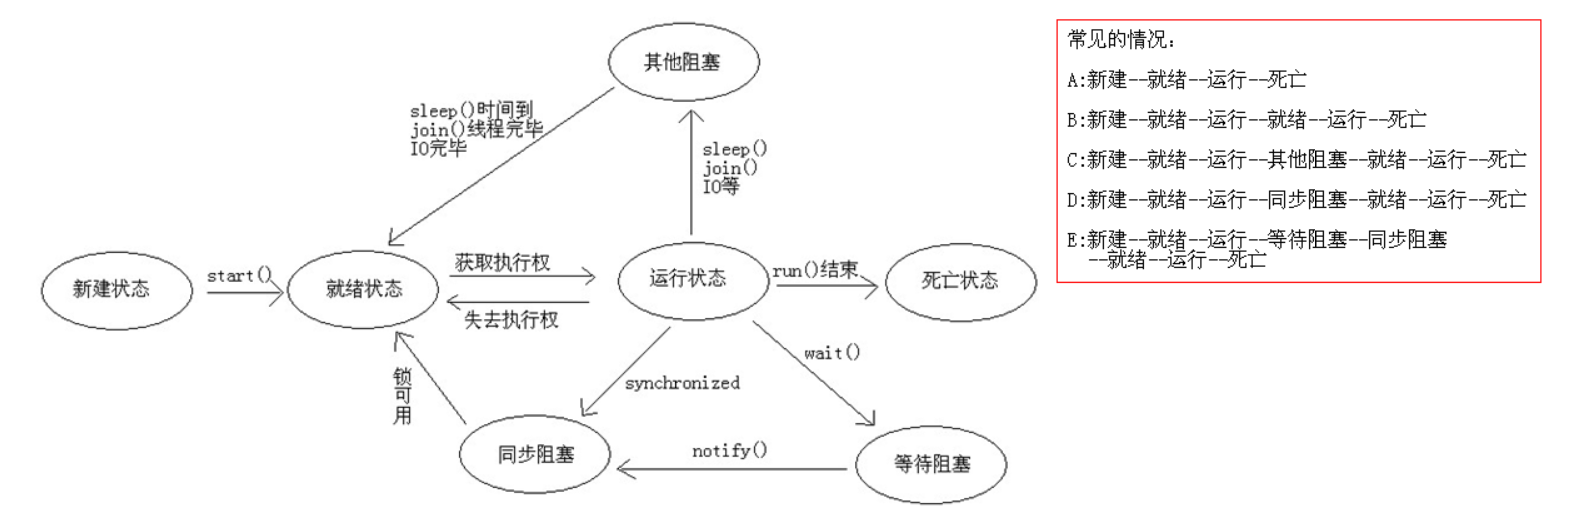 其他阻塞
sleep()时间到
join()线程完毕
IO完毕
sleep()
join()
IO等
新建状态
start()
就绪状态
获取执行权
失去执行权
运行状态
run()结束
死亡状态
wait()
synchronized
锁可用
同步阻塞
notify()
等待阻塞
常见的情况:
A:新建--就绪--运行--死亡
B:新建--就绪--运行--就绪--运行--死亡
C:新建--就绪--运行--其他阻塞--就绪--运行--死亡
D:新建--就绪--运行--同步阻塞--就绪--运行--死亡
E:新建--就绪--运行--等待阻塞--同步阻塞
--就绪--运行--死亡